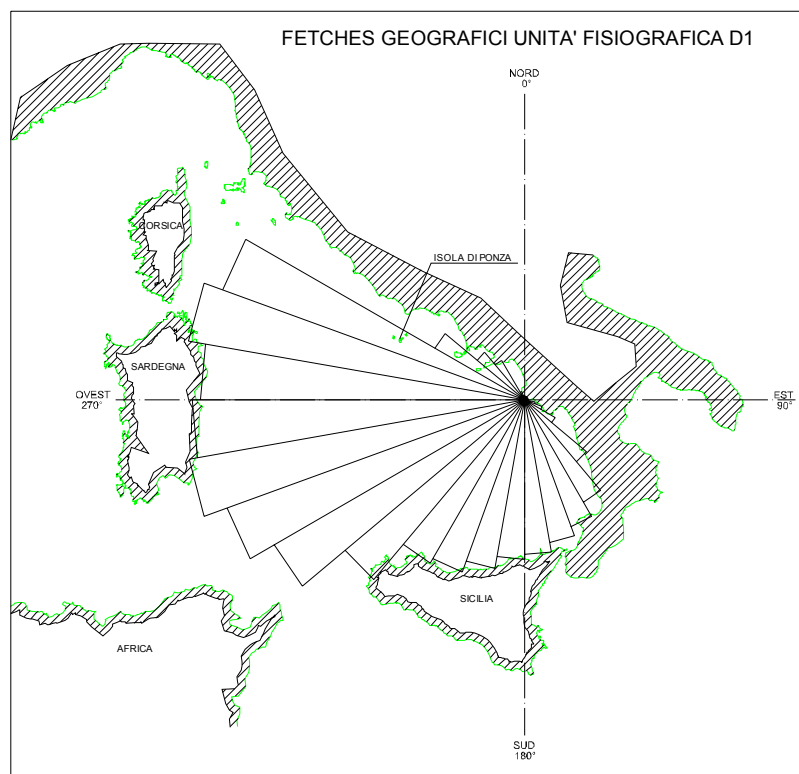 FETCHES GEOGRAFICI UNITA' FISIOGRAFICA D1
NORD
0°
CORSICA
ISOLA DI PONZA
SARDEGNA
OVEST
270°
EST
90°
SICILIA
AFRICA
SUD
180°